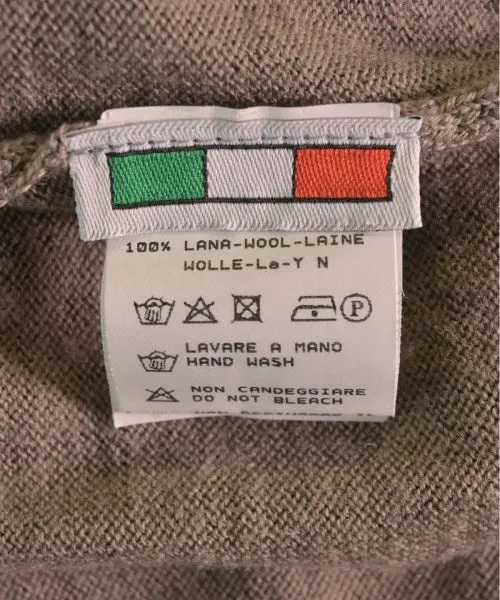 100% LANA-WOOL-LAINE
WOLLE-La-Y N
P
LAVARE A MANO
HAND WASH
NON CANDEGGIARE
DO NOT BLEACH